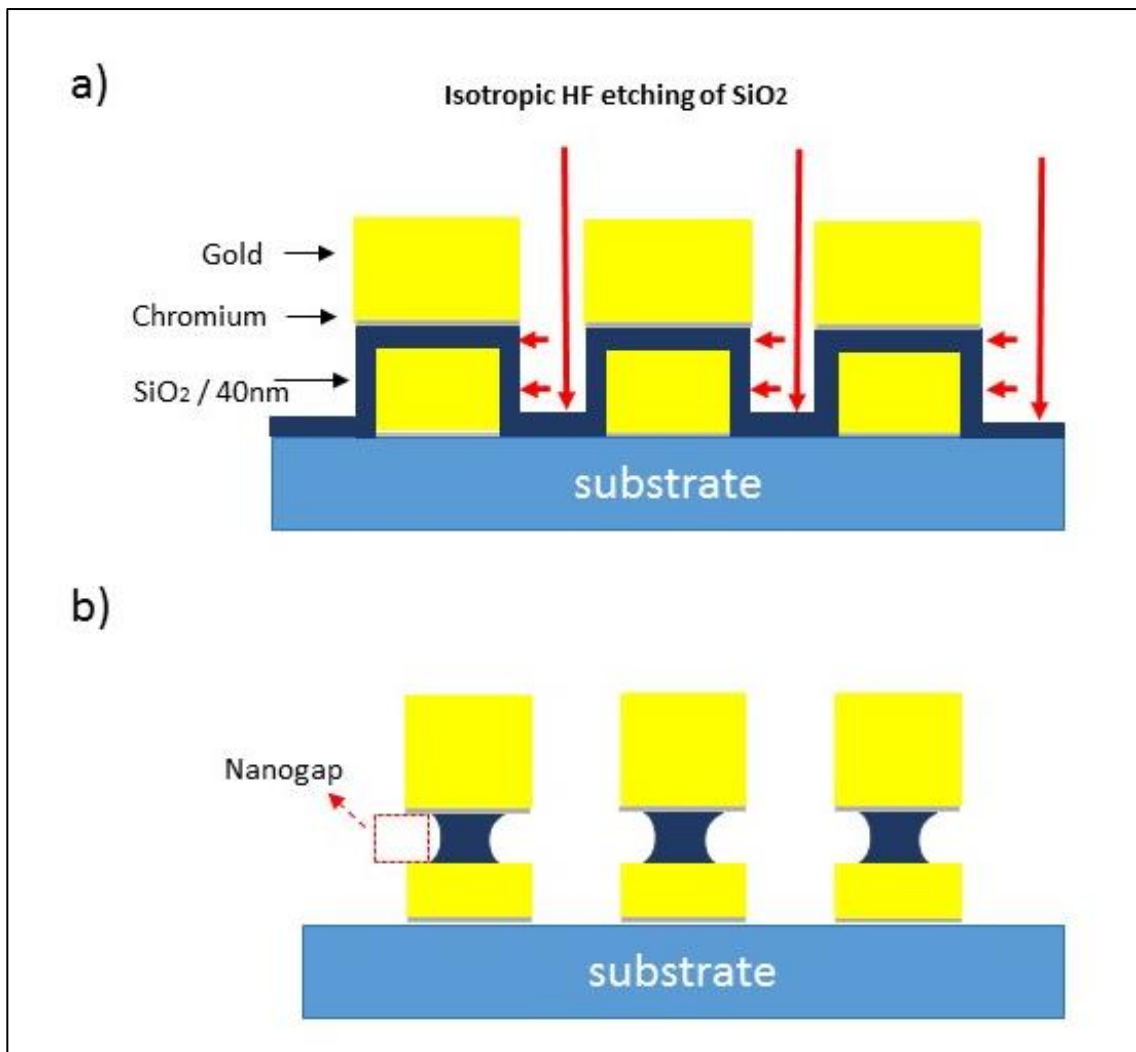 a)
Isotropic HF etching of SiO2
Gold
Chromium
SiO2 / 40nm
substrate
b)
Nanogap
substrate